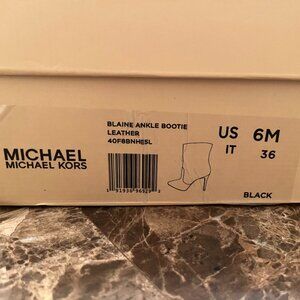 BLAINE ANKLE BOOTIE
LEATHER
40F8BNHE5L
MICHAEL
MICHAEL KORS
US 6M
IT 36
BLACK